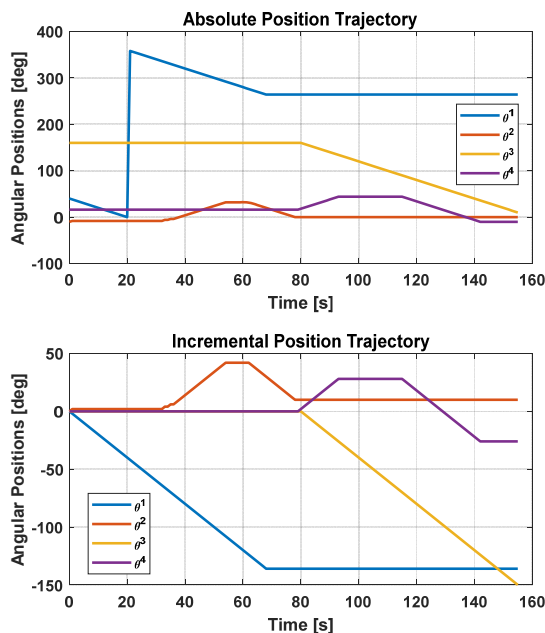 Absolute Position Trajectory
Angular Positions [deg]
400
300
200
100
0
-100
θ¹
θ²
θ³
θ⁴
0 20 40 60 80 100 120 140 160
Time [s]
Incremental Position Trajectory
Angular Positions [deg]
50
0
-50
-100
-150
θ¹
θ²
θ³
θ⁴
0 20 40 60 80 100 120 140 160
Time [s]